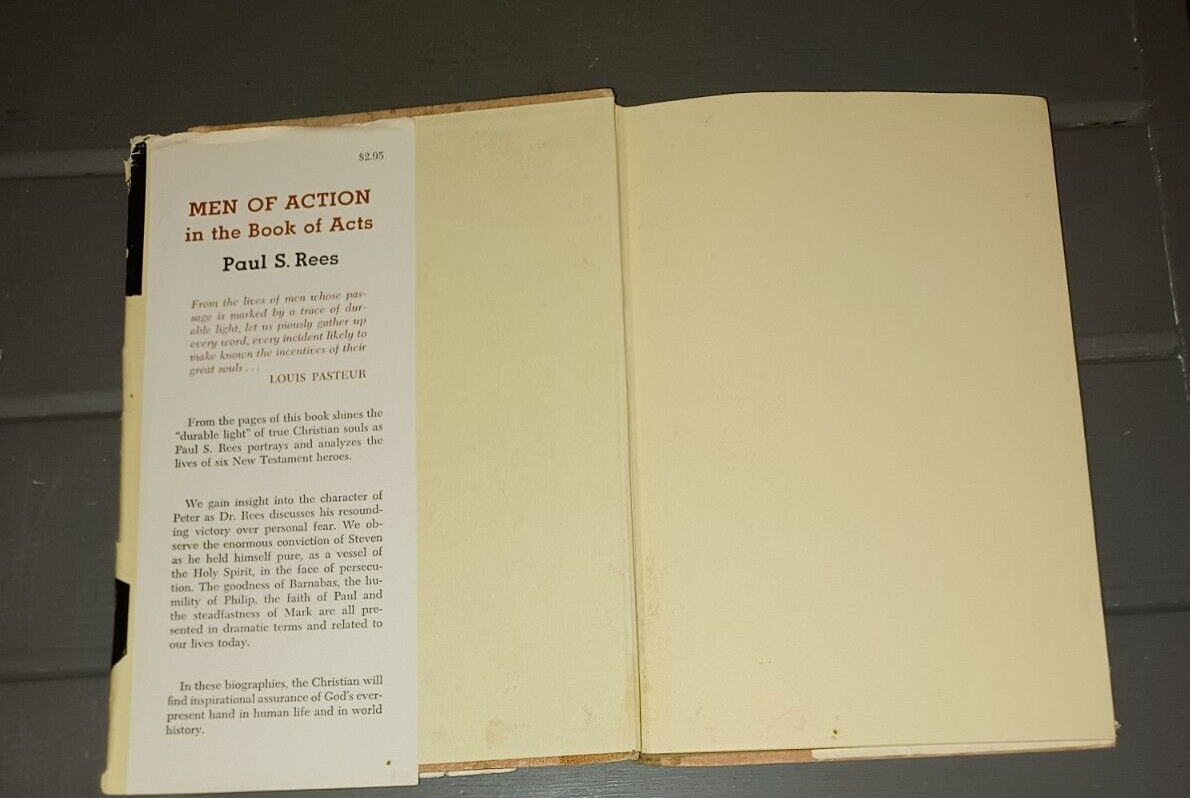 $2.95
MEN OF ACTION
in the Book of Acts
Paul S. Rees
From the lives of men whose pas-
sage is marked by a trace of dur-
able light, let us piously gather up
every word, every incident likely to
make known the incentives of their
great souls . . .
LOUIS PASTEUR
From the pages of this book shines the
"durable light" of true Christian souls as
Paul S. Rees portrays and analyzes the
lives of six New Testament heroes.
We gain insight into the character of
Peter as Dr. Rees discusses his resound-
ing victory over personal fear. We ob-
serve the enormous conviction of Steven
as he held himself pure, as a vessel of
the Holy Spirit, in the face of persecu-
tion. The goodness of Barnabas, the hu-
mility of Philip, the faith of Paul and
the steadfastness of Mark are all pre-
sented in dramatic terms and related to
our lives today.
In these biographies, the Christian will
find inspirational assurance of God's ever-
present hand in human life and in world
history.